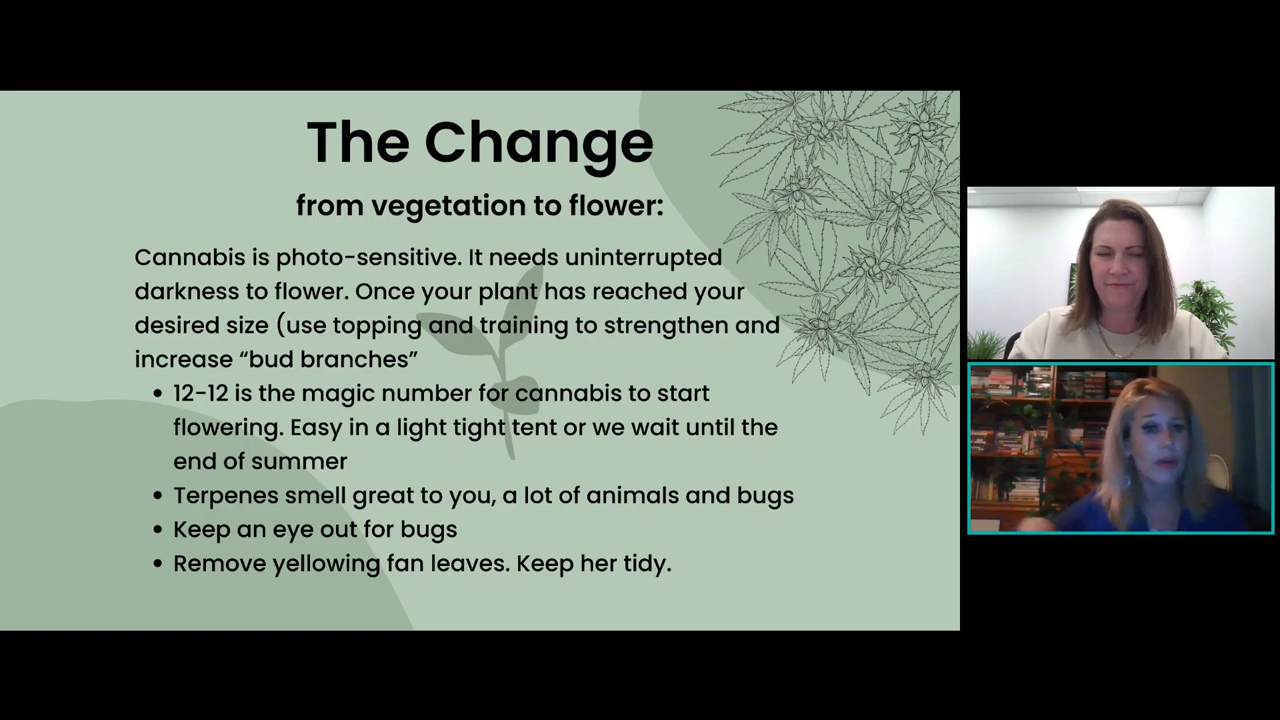 The Change
from vegetation to flower:
Cannabis is photo-sensitive. It needs uninterrupted
darkness to flower. Once your plant has reached your
desired size (use topping and training to strengthen and
increase “bud branches”
• 12-12 is the magic number for cannabis to start
flowering. Easy in a light tight tent or we wait until the
end of summer
• Terpenes smell great to you, a lot of animals and bugs
• Keep an eye out for bugs
• Remove yellowing fan leaves. Keep her tidy.